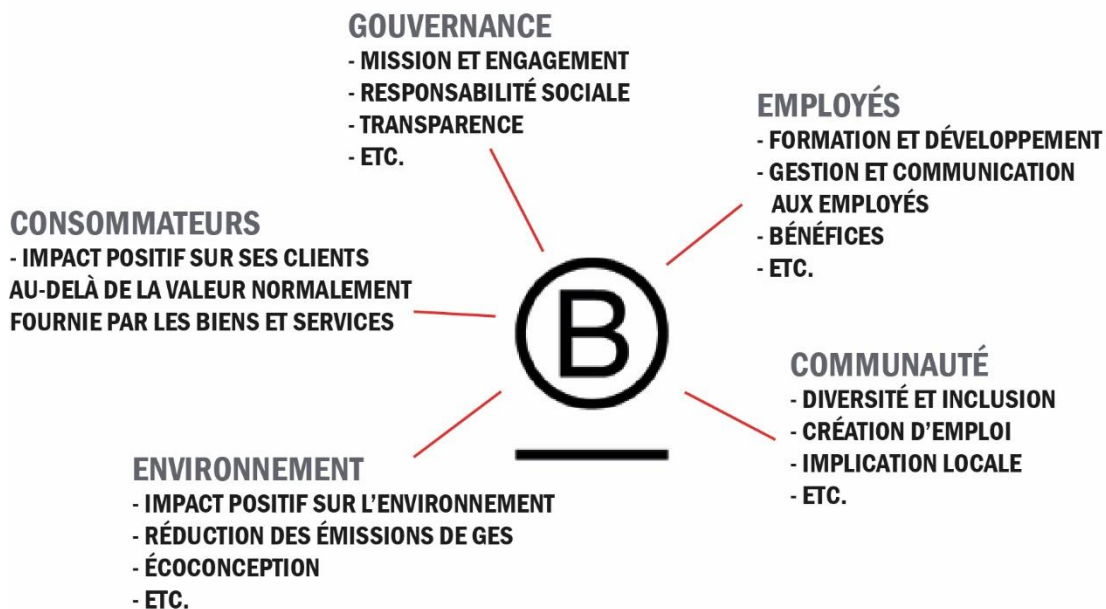 GOUVERNANCE
- MISSION ET ENGAGEMENT
- RESPONSABILITÉ SOCIALE
- TRANSPARENCE
- ETC.
EMPLOYÉS
- FORMATION ET DÉVELOPPEMENT
- GESTION ET COMMUNICATION
AUX EMPLOYÉS
- BÉNÉFICES
- ETC.
CONSOMMATEURS
- IMPACT POSITIF SUR SES CLIENTS
AU-DELÀ DE LA VALEUR NORMALEMENT
FOURNIE PAR LES BIENS ET SERVICES
B
COMMUNAUTÉ
- DIVERSITÉ ET INCLUSION
- CRÉATION D’EMPLOI
- IMPLICATION LOCALE
- ETC.
ENVIRONNEMENT
- IMPACT POSITIF SUR L’ENVIRONNEMENT
- RÉDUCTION DES ÉMISSIONS DE GES
- ÉCOCONCEPTION
- ETC.